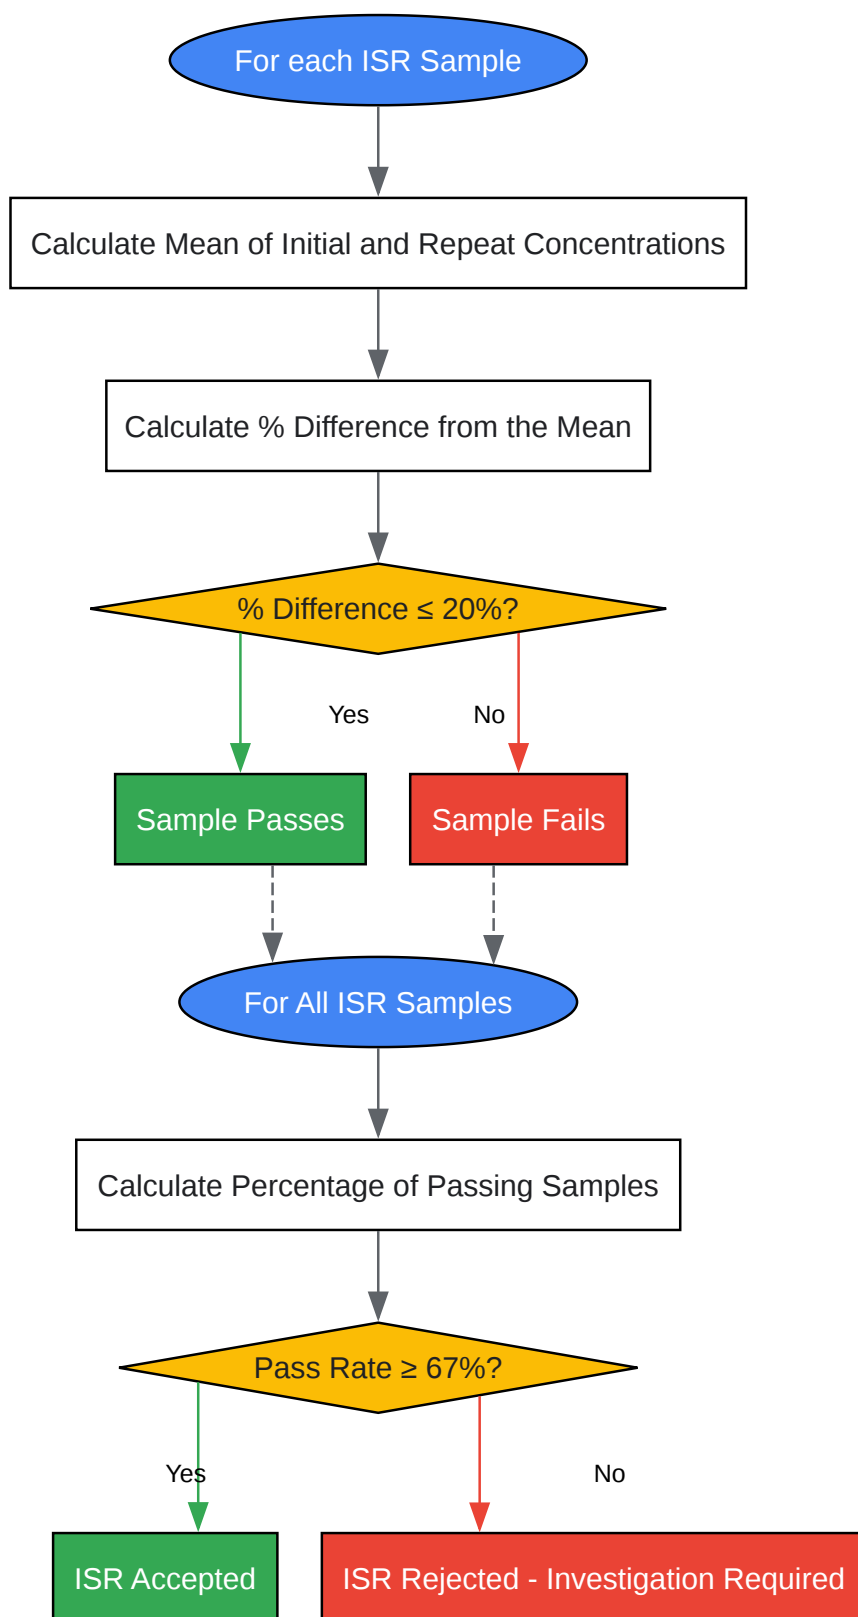 For each ISR Sample
Calculate Mean of Initial and Repeat Concentrations
Calculate % Difference from the Mean
% Difference ≤ 20%?
Yes
No
Sample Passes
Sample Fails
For All ISR Samples
Calculate Percentage of Passing Samples
Pass Rate ≥ 67%?
Yes
No
ISR Accepted
ISR Rejected - Investigation Required